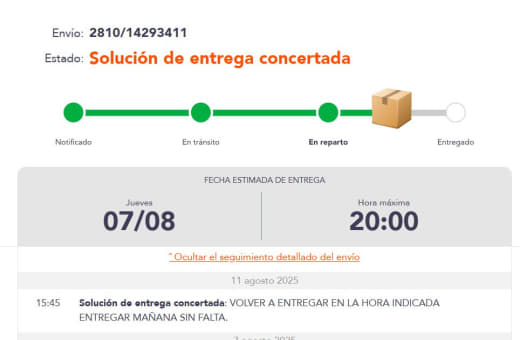 Envío: 2810/14293411
Estado: Solución de entrega concertada
Notificado En tránsito En reparto Entregado
FECHA ESTIMADA DE ENTREGA
Jueves Hora máxima
07/08 20:00
ˆ Ocultar el seguimiento detallado del envío
11 agosto 2025
15:45 Solución de entrega concertada: VOLVER A ENTREGAR EN LA HORA INDICADA
ENTREGAR MAÑANA SIN FALTA.
agosto 2025